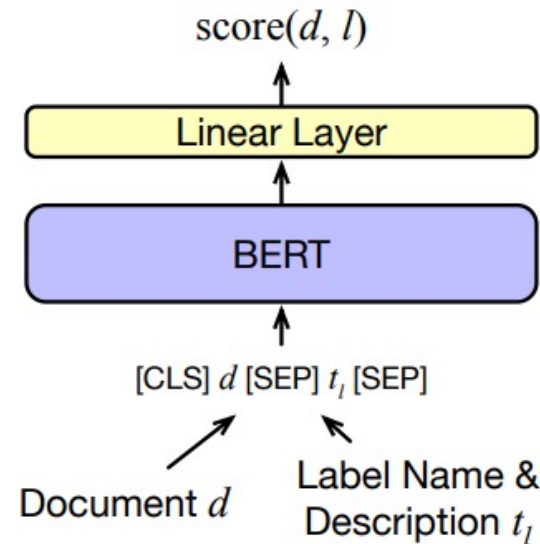 score(d, l)
Linear Layer
BERT
[CLS] d [SEP] t_l [SEP]
Document d
Label Name &
Description t_l